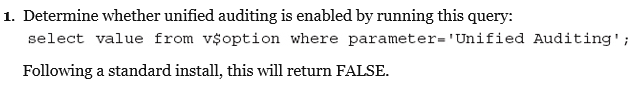 1. Determine whether unified auditing is enabled by running this query:
select value from v$option where parameter='Unified Auditing';
Following a standard install, this will return FALSE.